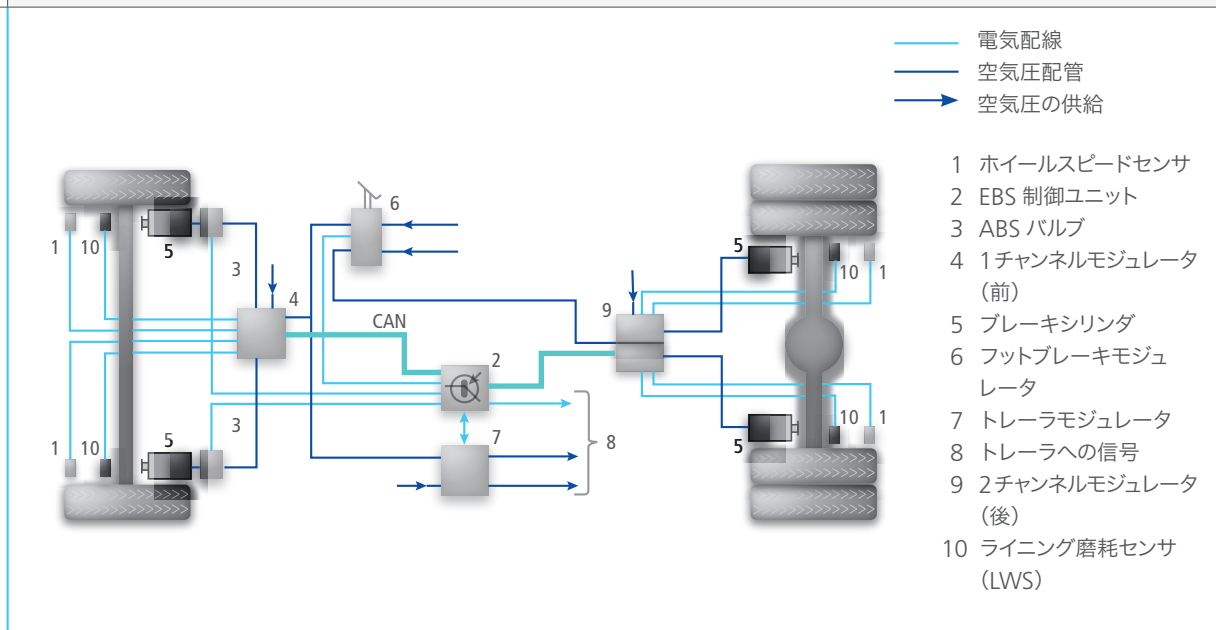 電気配線
空気圧配管
空気圧の供給
1 ホイールスピードセンサ
2 EBS 制御ユニット
3 ABS バルブ
4 1チャンネルモジュレータ
(前)
5 ブレーキシリンダ
6 フットブレーキモジュ
レータ
7 トレーラモジュレータ
8 トレーラへの信号
9 2チャンネルモジュレータ
(後)
10 ライニング磨耗センサ
(LWS)
6
1 10 5
3
4
CAN
2
9
5
10 1
3
7
8
1 10 5
5
10 1